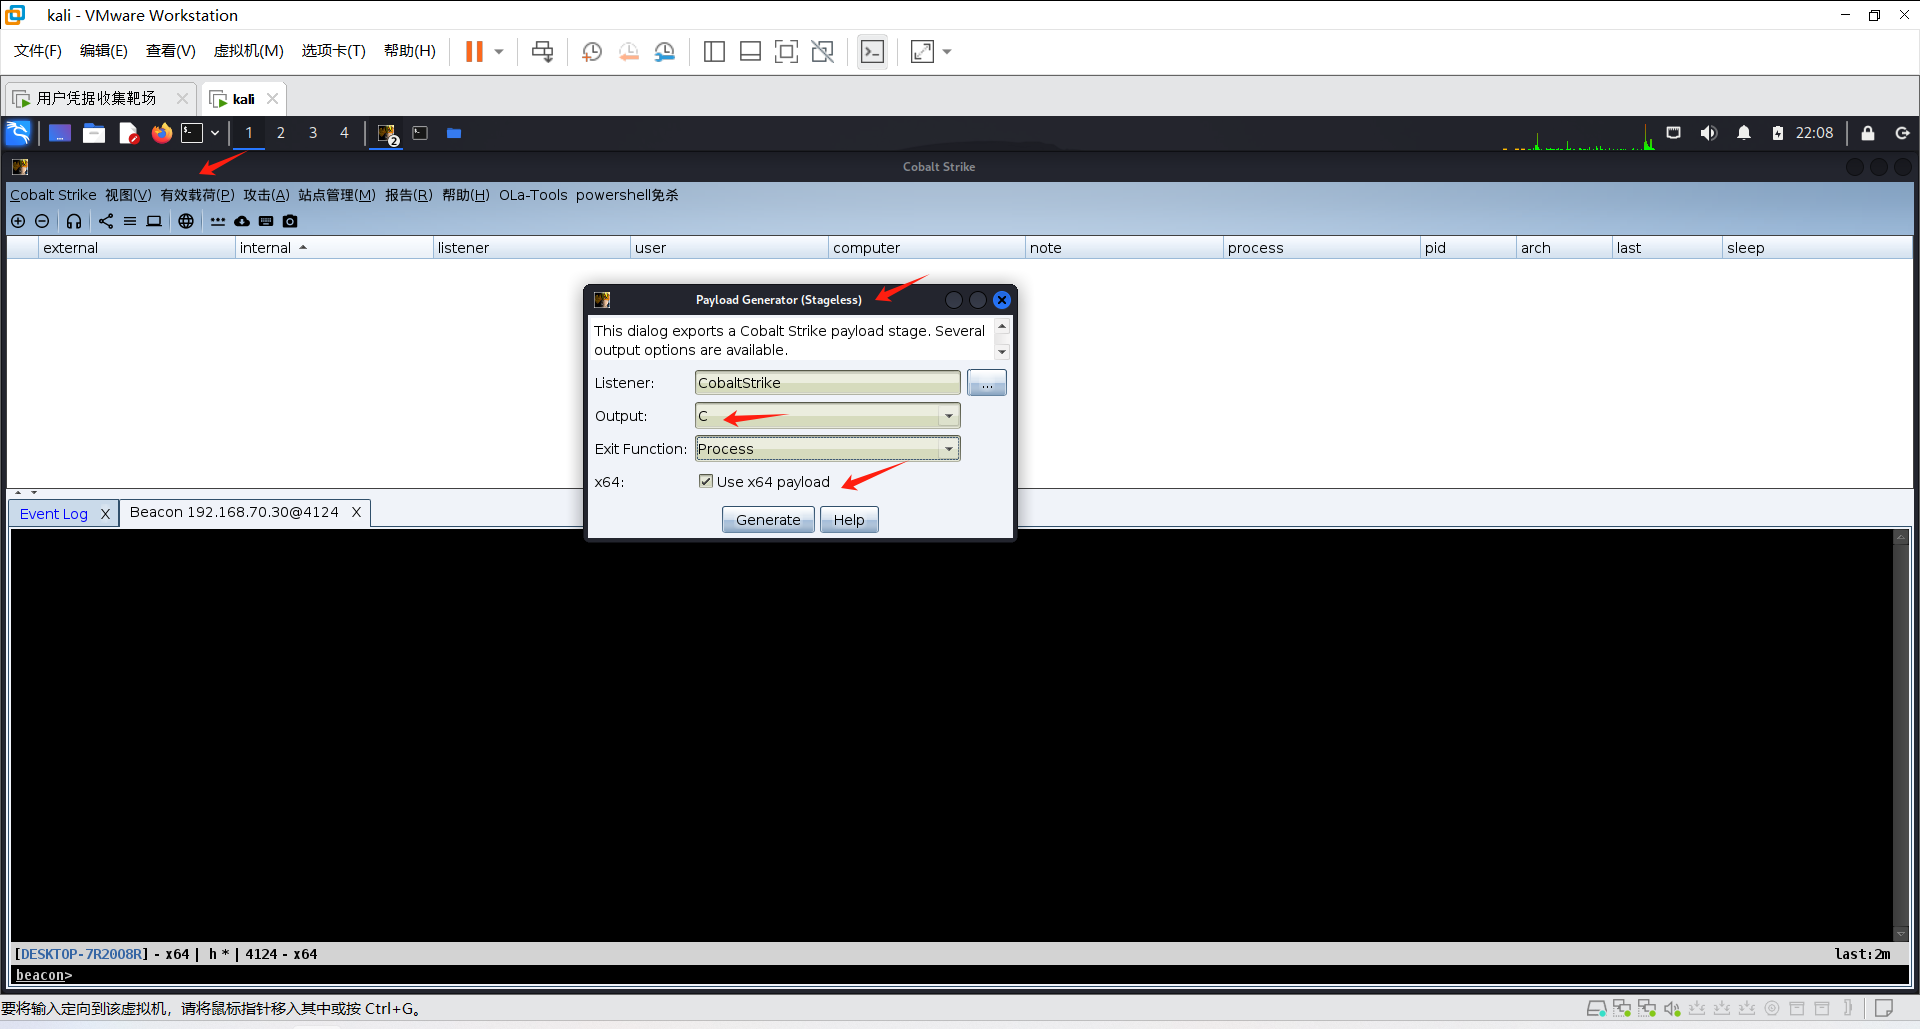 kali - VMware Workstation
文件(F) 编辑(E) 查看(V) 虚拟机(M) 选项卡(T) 帮助(H)
用户凭据收集靶场 kali
1 2 3 4 2 22:08
Cobalt Strike
Cobalt Strike 视图(V) 有效载荷(P) 攻击(A) 站点管理(M) 报告(R) 帮助(H) OLa-Tools powershell免杀
external internal listener user computer note process pid arch last sleep
Payload Generator (Stageless)
This dialog exports a Cobalt Strike payload stage. Several
output options are available.
Listener: CobaltStrike ...
Output: C
Exit Function: Process
x64: Use x64 payload
Generate Help
Event Log X Beacon 192.168.70.30@4124 X
[DESKTOP-7R2O08R] - x64 | h * | 4124 - x64 last:2m
beacon>
要将输入定向到该虚拟机，请将鼠标指针移入其中或按 Ctrl+G。